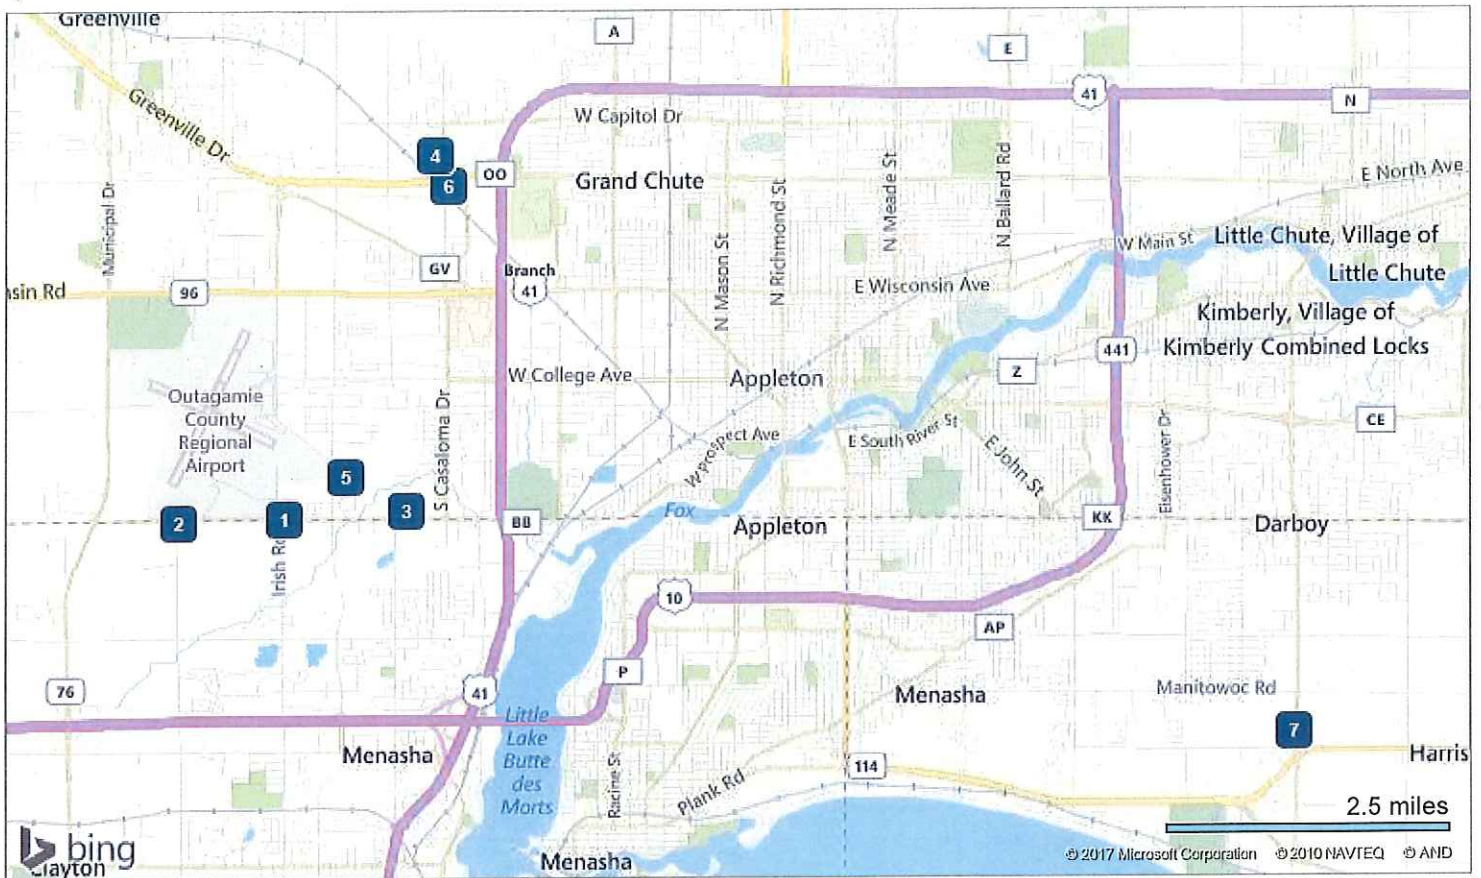 Greenville
A
E
41
N
Greenville Dr
W Capitol Dr
4
6
OO
Grand Chute
E North Ave
Municipal Dr
N Mason St
N Richmond St
N Meade St
N Ballard Rd
W Main St
Little Chute, Village of
Little Chute
GV
Branch
41
sin Rd
96
E Wisconsin Ave
Kimberly, Village of
Kimberly Combined Locks
441
W College Ave
Appleton
Z
Outagamie
County
Regional
Airport
S Casaloma Dr
W Prospect Ave
E South River St
E John St
Eisenhower Dr
CE
5
2
1
3
BB
Fox
Appleton
KK
Darboy
Irish Rd
10
AP
P
76
41
Menasha
Manitowoc Rd
7
Little
Lake
Butte
des
Morts
Menasha
Racine St
Plank Rd
114
Harris
2.5 miles
bing
Clayton
Menasha
© 2017 Microsoft Corporation © 2010 NAVTEQ © AND